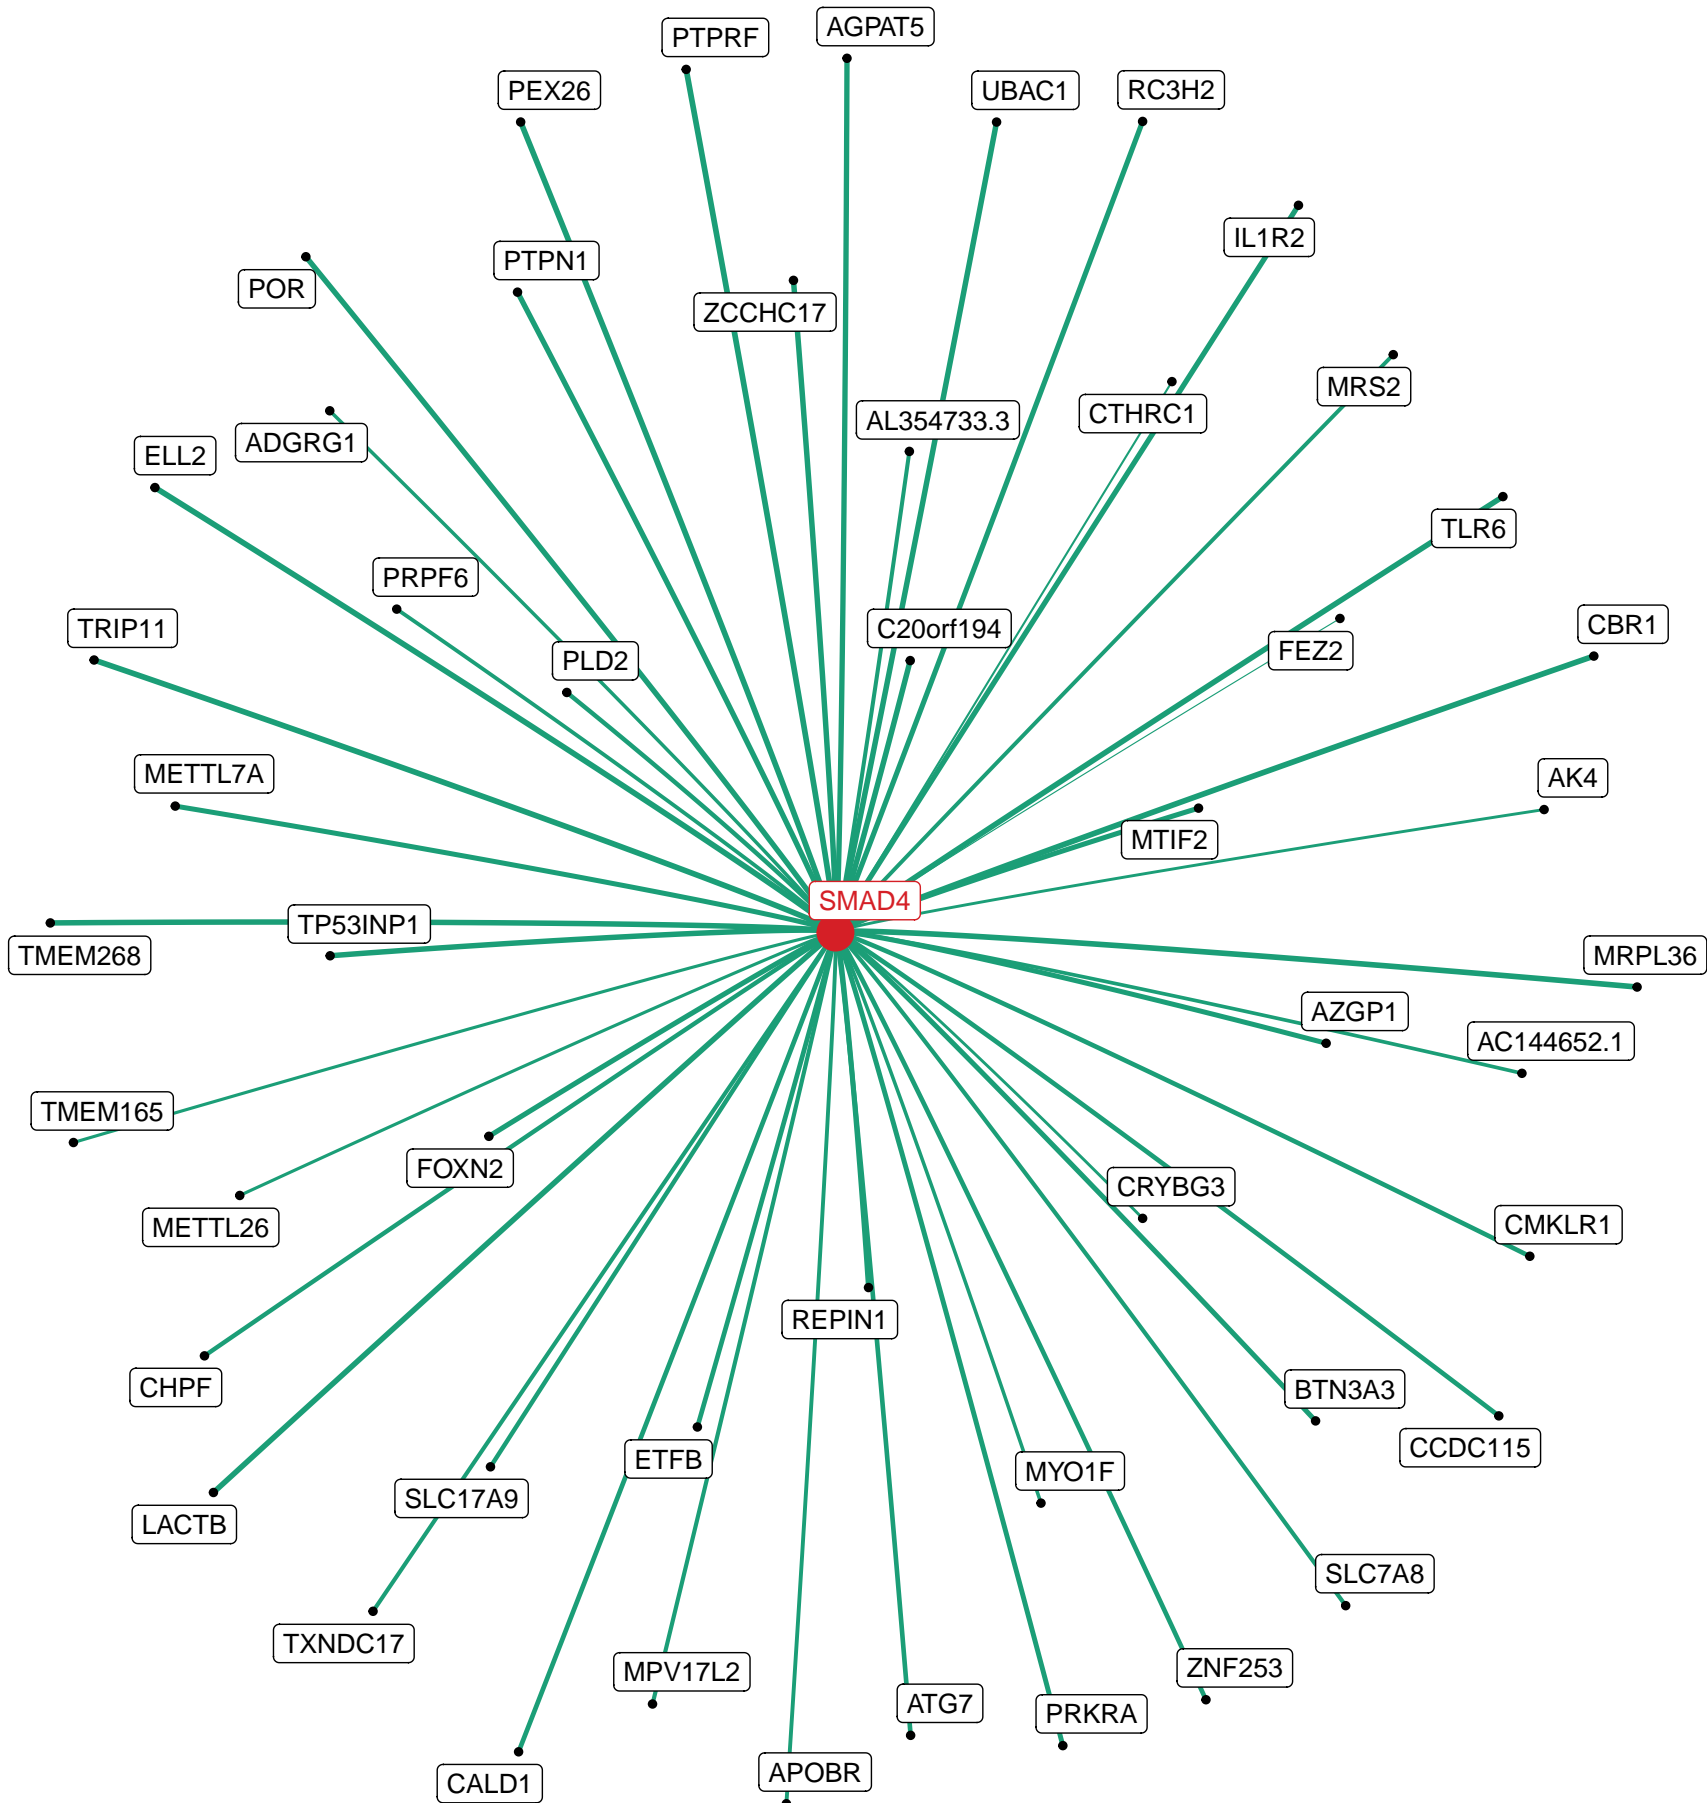 AGPAT5
PTPRF
PEX26
UBAC1
RC3H2
IL1R2
PTPN1
POR
ZCCHC17
MRS2
CTHRC1
AL354733.3
ADGRG1
ELL2
TLR6
PRPF6
CBR1
TRIP11
C20orf194
FEZ2
PLD2
METTL7A
AK4
MTIF2
SMAD4
TP53INP1
TMEM268
MRPL36
AZGP1
AC144652.1
TMEM165
FOXN2
CRYBG3
METTL26
CMKLR1
REPIN1
CHPF
BTN3A3
CCDC115
ETFB
MYO1F
SLC17A9
LACTB
SLC7A8
TXNDC17
ZNF253
MPV17L2
ATG7
PRKRA
APOBR
CALD1